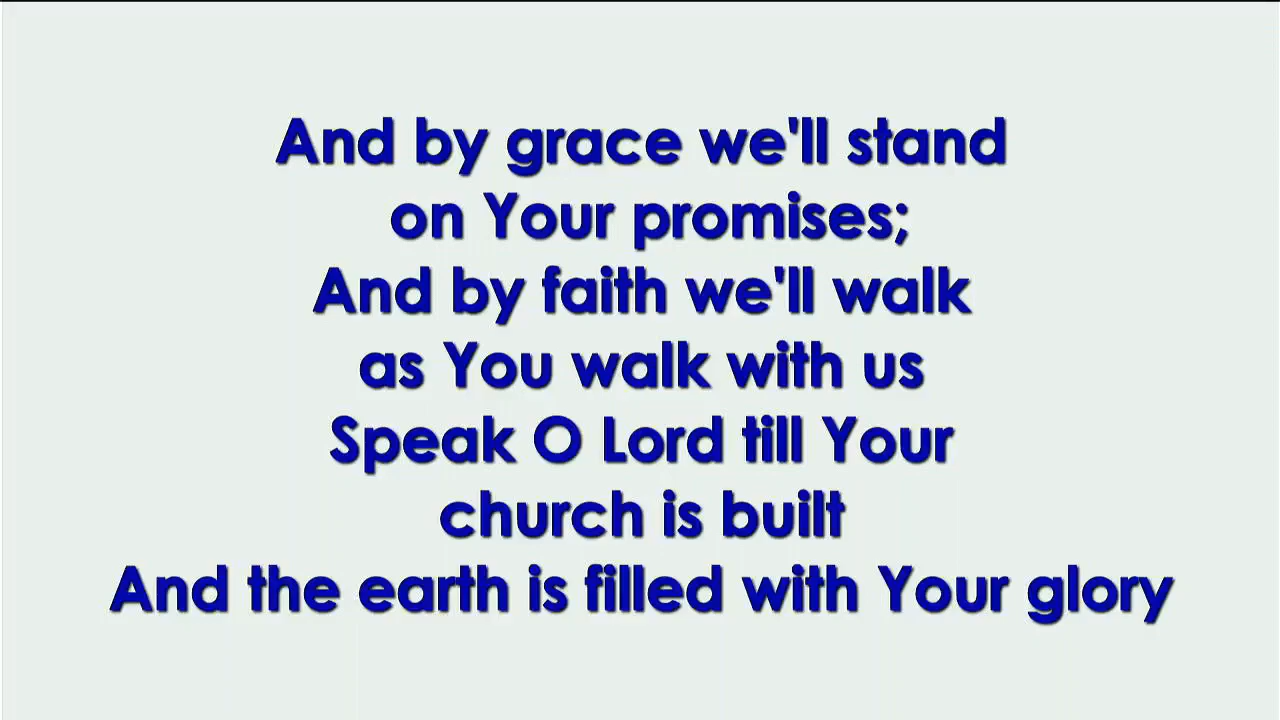 And by grace we'll stand
on Your promises;
And by faith we'll walk
as You walk with us
Speak O Lord till Your
church is built
And the earth is filled with Your glory